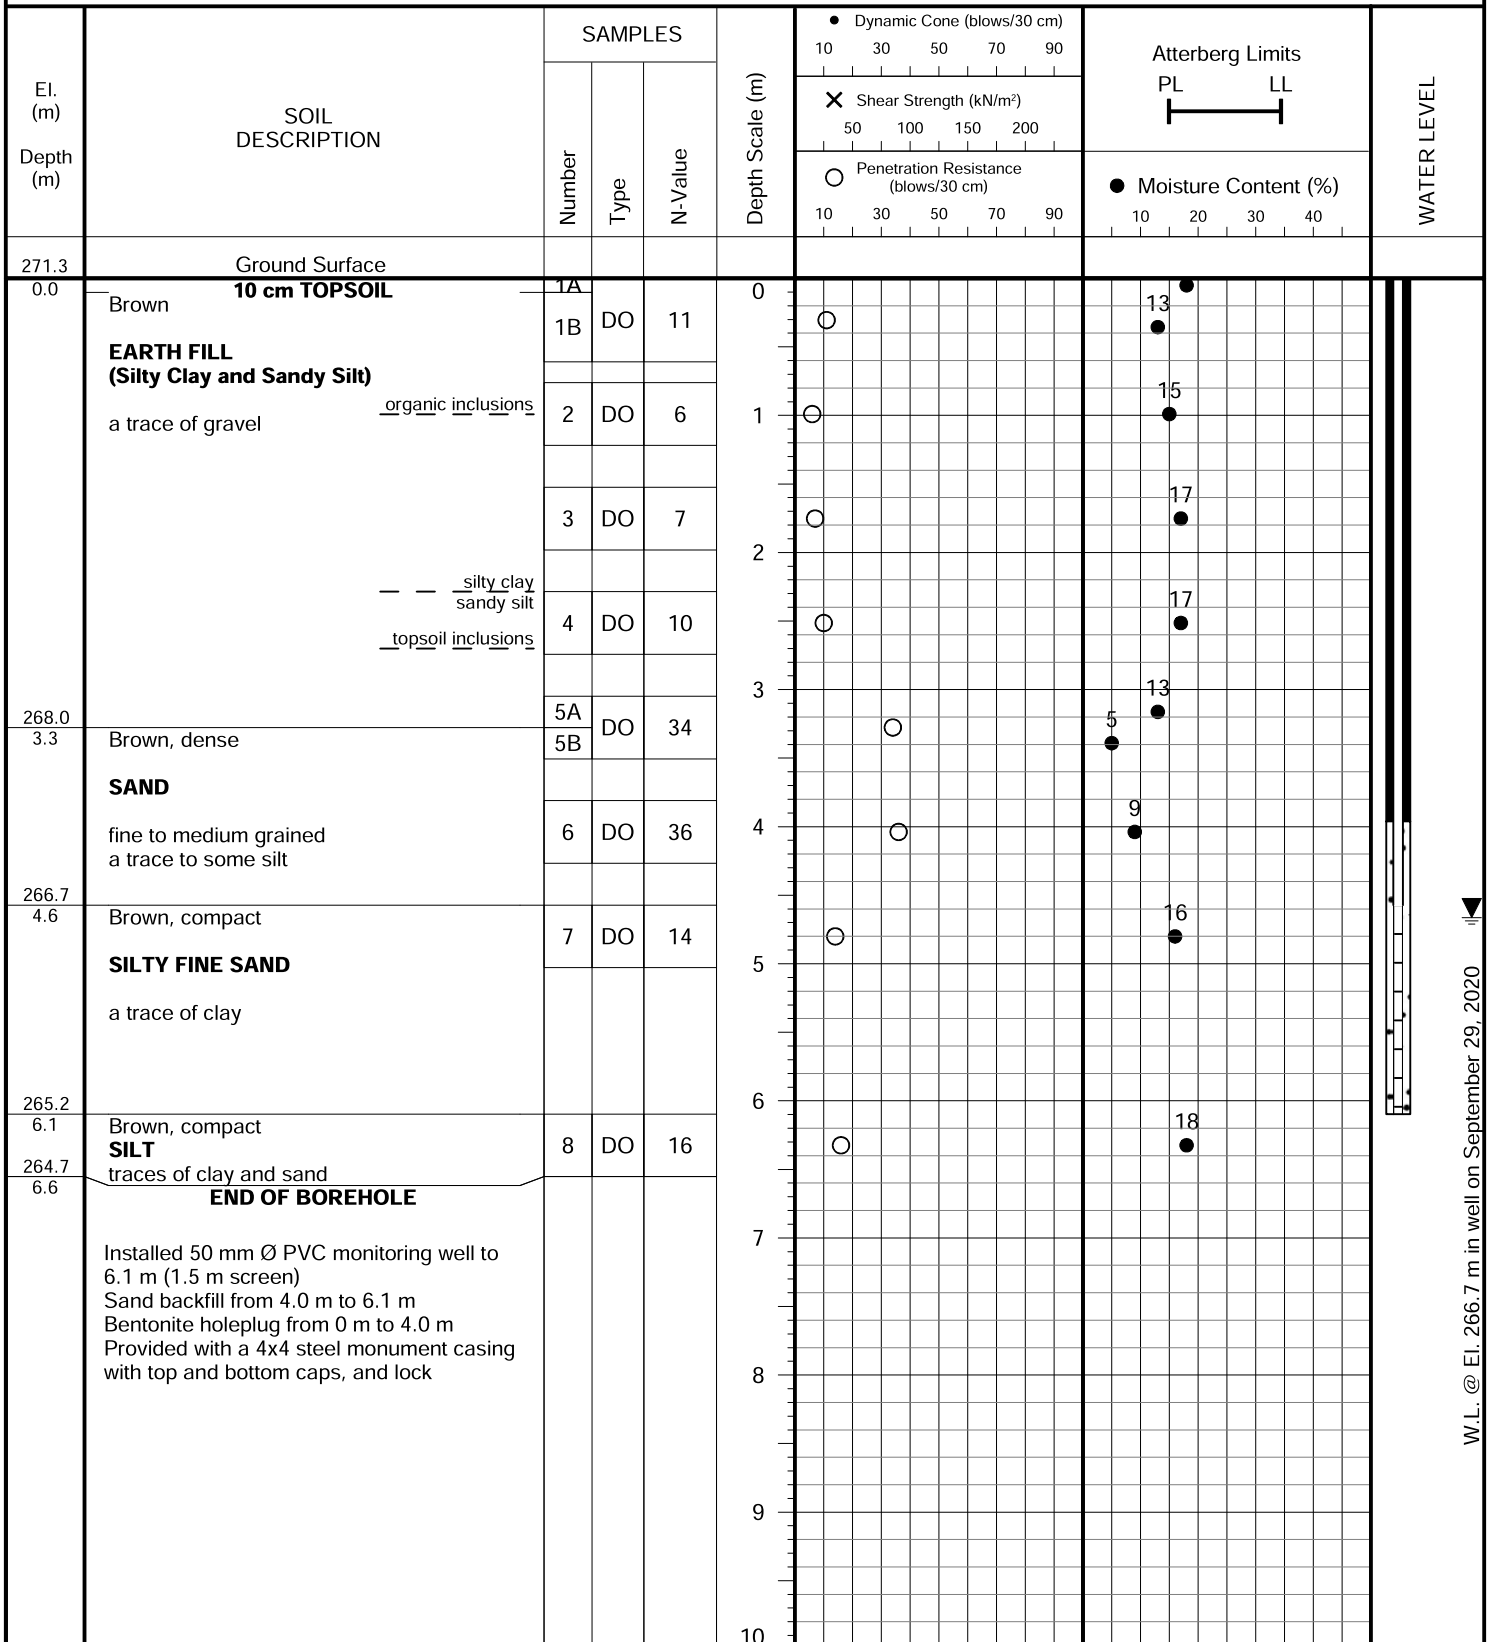 El.
(m)
Depth
(m)
SOIL
DESCRIPTION
SAMPLES
Number
Type
N-Value
Depth Scale (m)
Dynamic Cone (blows/30 cm)
10 30 50 70 90
Shear Strength (kN/m²)
50 100 150 200
Penetration Resistance
(blows/30 cm)
10 30 50 70 90
Atterberg Limits
PL LL
Moisture Content (%)
10 20 30 40
WATER LEVEL
271.3
Ground Surface
0.0
10 cm TOPSOIL
1A
0
Brown
13
1B DO 11
EARTH FILL
(Silty Clay and Sandy Silt)
15
organic inclusions
2 DO 6
1
a trace of gravel
17
3 DO 7
2
silty clay
sandy silt
17
4 DO 10
topsoil inclusions
3
13
5A
268.0
5
DO 34
3.3
Brown, dense
5B
SAND
9
4
fine to medium grained
6 DO 36
a trace to some silt
266.7
4.6
Brown, compact
16
7 DO 14
SILTY FINE SAND
5
a trace of clay
265.2
6
6.1
Brown, compact
18
SILT
8 DO 16
264.7
traces of clay and sand
6.6
END OF BOREHOLE
7
Installed 50 mm Ø PVC monitoring well to
6.1 m (1.5 m screen)
Sand backfill from 4.0 m to 6.1 m
Bentonite holeplug from 0 m to 4.0 m
Provided with a 4x4 steel monument casing
with top and bottom caps, and lock
8
9
10
W.L. @ El. 266.7 m in well on September 29, 2020